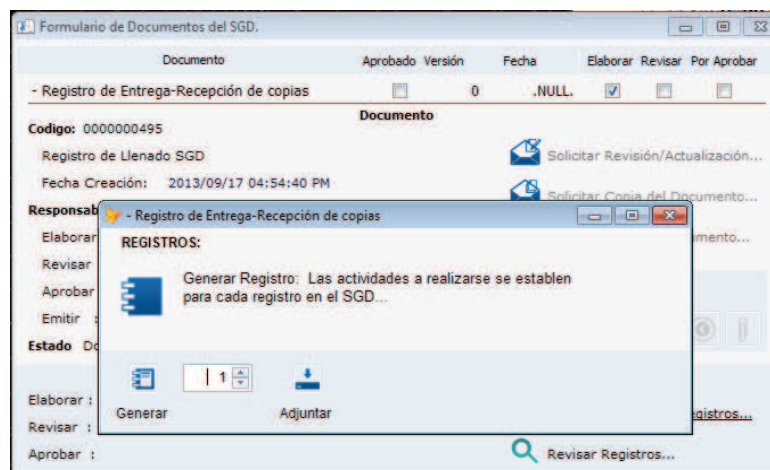 Formulario de Documentos del SGD.
Documento Aprobado Versión Fecha Elaborar Revisar Por Aprobar
- Registro de Entrega-Recepción de copias 0 .NULL.
Documento
Codigo: 0000000495
Registro de Llenado SGD
Solicitar Revisión/Actualización...
Fecha Creación: 2013/09/17 04:54:40 PM
Solicitar Copia del Documento...
Responsab
- Registro de Entrega-Recepción de copias
Elaborar
REGISTROS:
mento...
Revisar
Generar Registro: Las actividades a realizarse se establen
Aprobar
para cada registro en el SGD...
Emitir :
Estado Do
1
Elaborar :
Generar Adjuntar
egistros...
Revisar :
Aprobar :
Revisar Registros...